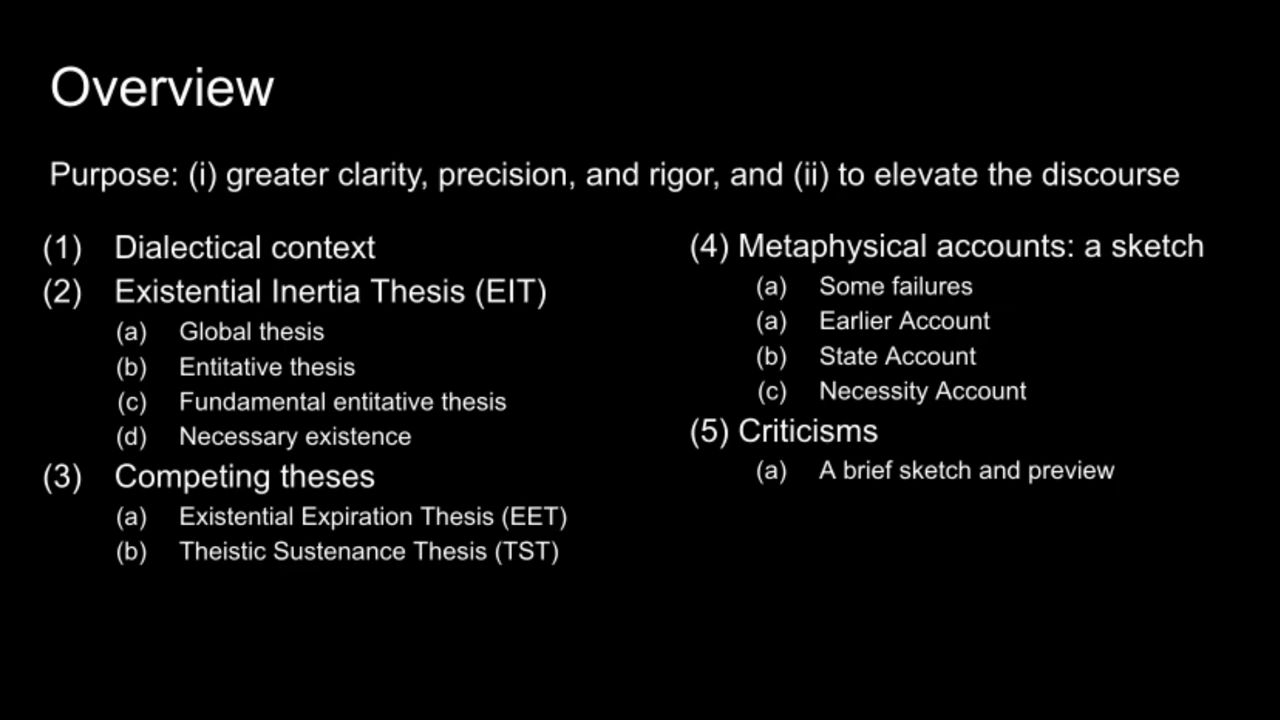 Overview
Purpose: (i) greater clarity, precision, and rigor, and (ii) to elevate the discourse
(1) Dialectical context
(2) Existential Inertia Thesis (EIT)
(a) Global thesis
(b) Entitative thesis
(c) Fundamental entitative thesis
(d) Necessary existence
(3) Competing theses
(a) Existential Expiration Thesis (EET)
(b) Theistic Sustenance Thesis (TST)
(4) Metaphysical accounts: a sketch
(a) Some failures
(a) Earlier Account
(b) State Account
(c) Necessity Account
(5) Criticisms
(a) A brief sketch and preview